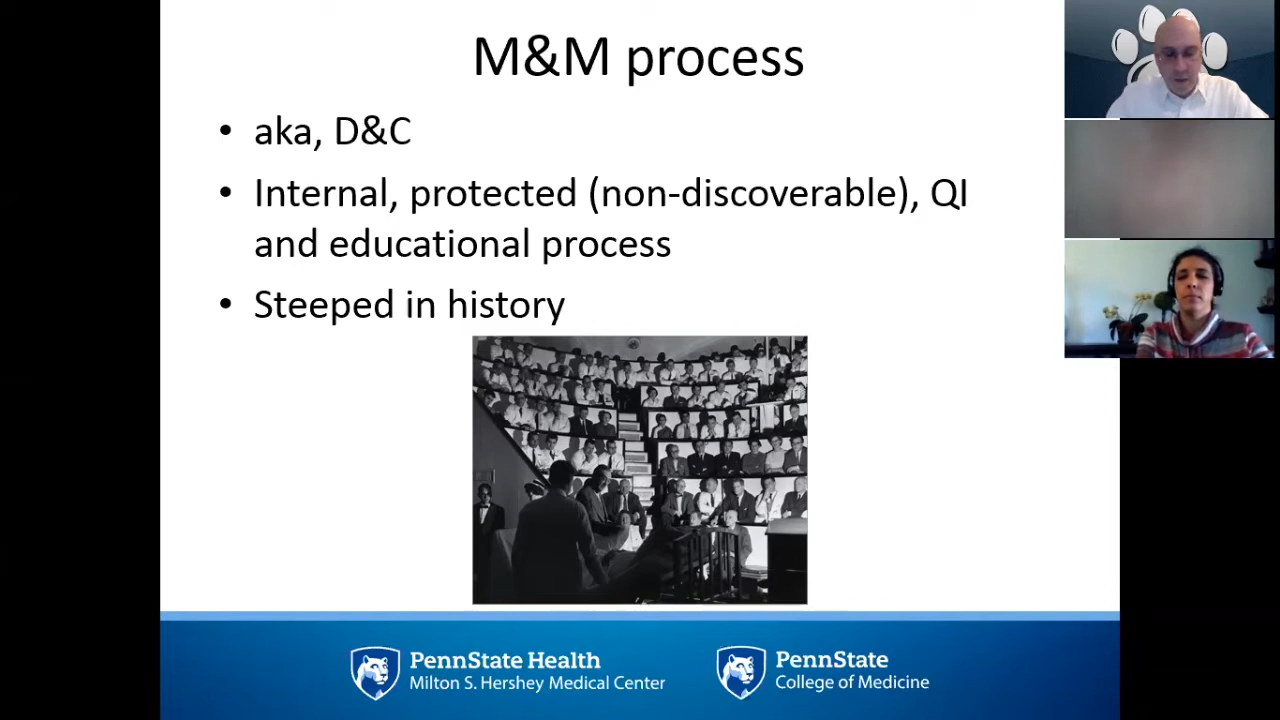 M&M process
• aka, D&C
• Internal, protected (non-discoverable), QI
and educational process
• Steeped in history
PennState Health
Milton S. Hershey Medical Center
PennState
College of Medicine